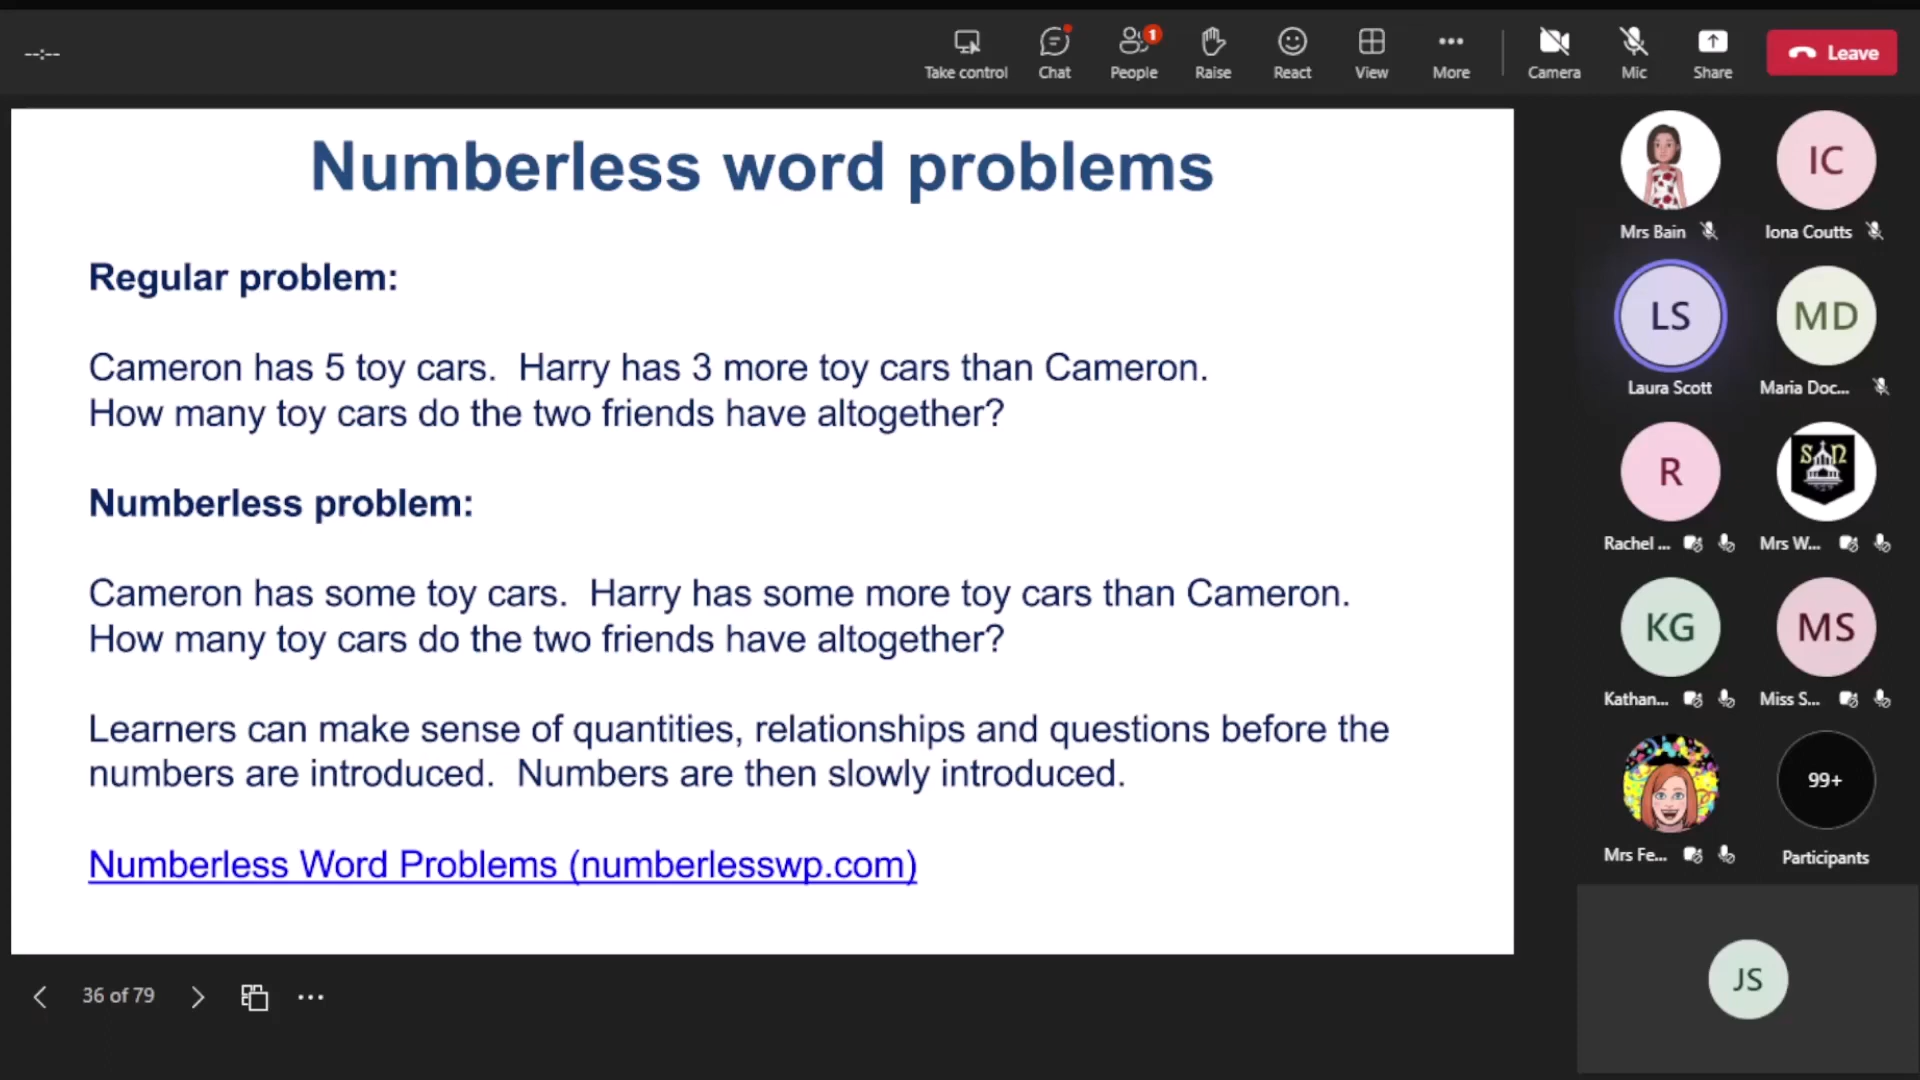 --:--
Take control
Chat
1
People
Raise
React
View
More
Camera
Mic
Share
Leave
Numberless word problems
Regular problem:
Cameron has 5 toy cars.  Harry has 3 more toy cars than Cameron.
How many toy cars do the two friends have altogether?
Numberless problem:
Cameron has some toy cars.  Harry has some more toy cars than Cameron.
How many toy cars do the two friends have altogether?
Learners can make sense of quantities, relationships and questions before the
numbers are introduced.  Numbers are then slowly introduced.
Numberless Word Problems (numberlesswp.com)
36 of 79
IC
Mrs Bain
Iona Coutts
LS
MD
Laura Scott
Maria Doc...
R
SN
Rachel ...
Mrs W...
KG
MS
Kathan...
Miss S...
99+
Mrs Fe...
Participants
JS